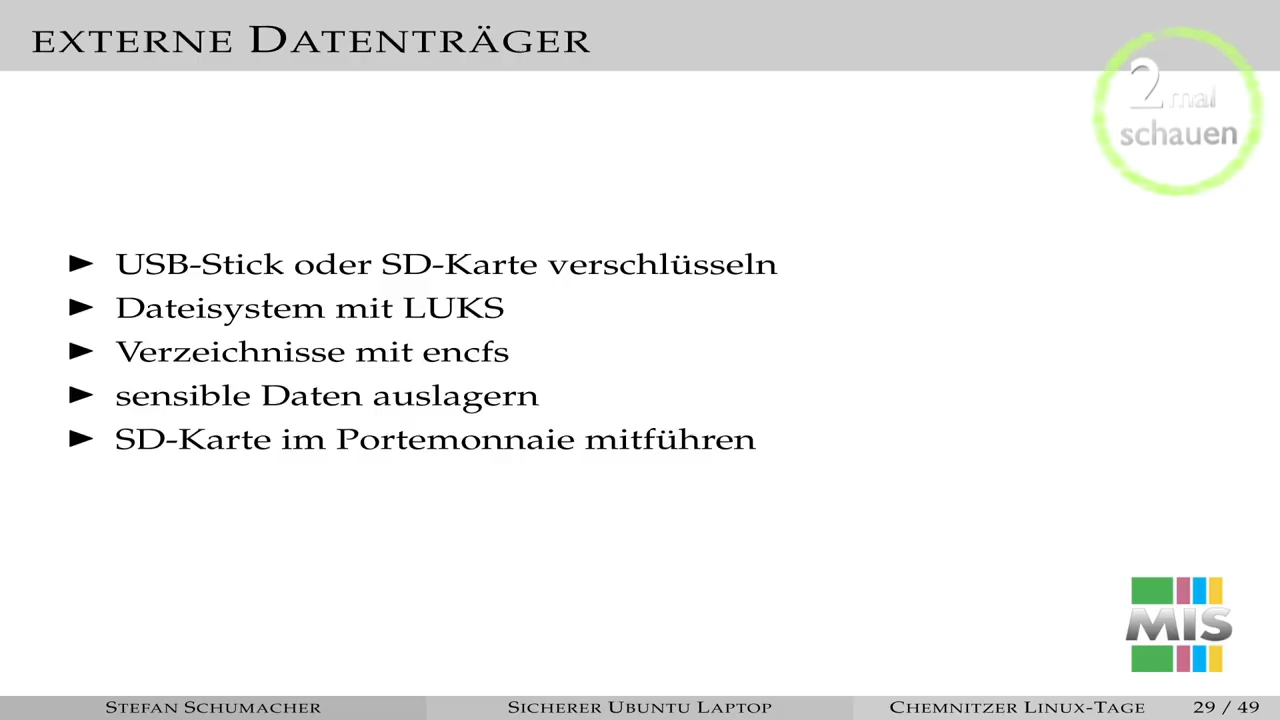 EXTERNE DATENTRÄGER
2 mal
schauen
► USB-Stick oder SD-Karte verschlüsseln
► Dateisystem mit LUKS
► Verzeichnisse mit encfs
► sensible Daten auslagern
► SD-Karte im Portemonnaie mitführen
MIS
STEFAN SCHUMACHER SICHERER UBUNTU LAPTOP CHEMNITZER LINUX-TAGE 29 / 49